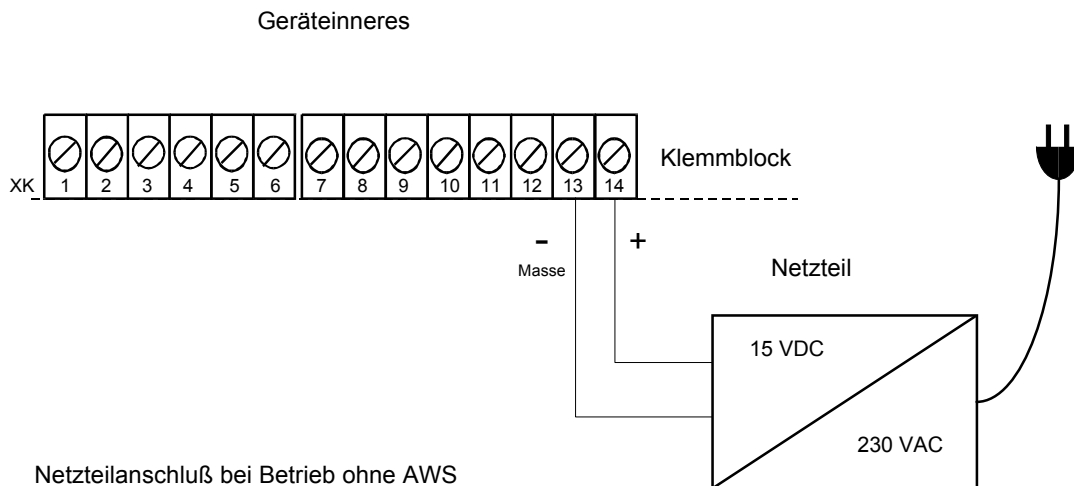 Geräteinneres
XK 1 2 3 4 5 6 7 8 9 10 11 12 13 14
Klemmblock
- +
Masse
Netzteil
15 VDC
230 VAC
Netzteilanschluß bei Betrieb ohne AWS